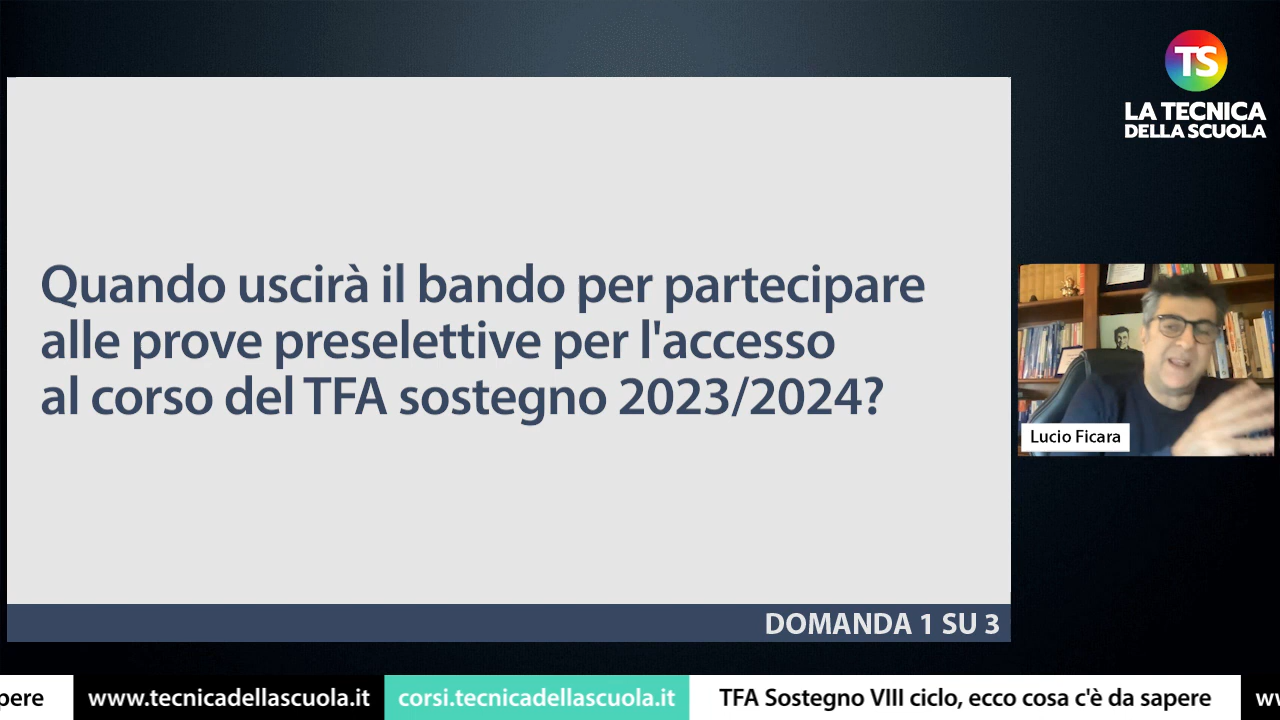 TS
LA TECNICA
DELLA SCUOLA
Quando uscirà il bando per partecipare
alle prove preselettive per l'accesso
al corso del TFA sostegno 2023/2024?
Lucio Ficara
DOMANDA 1 SU 3
pere www.tecnicadellascuola.it corsi.tecnicadellascuola.it TFA Sostegno VIII ciclo, ecco cosa c'è da sapere ww